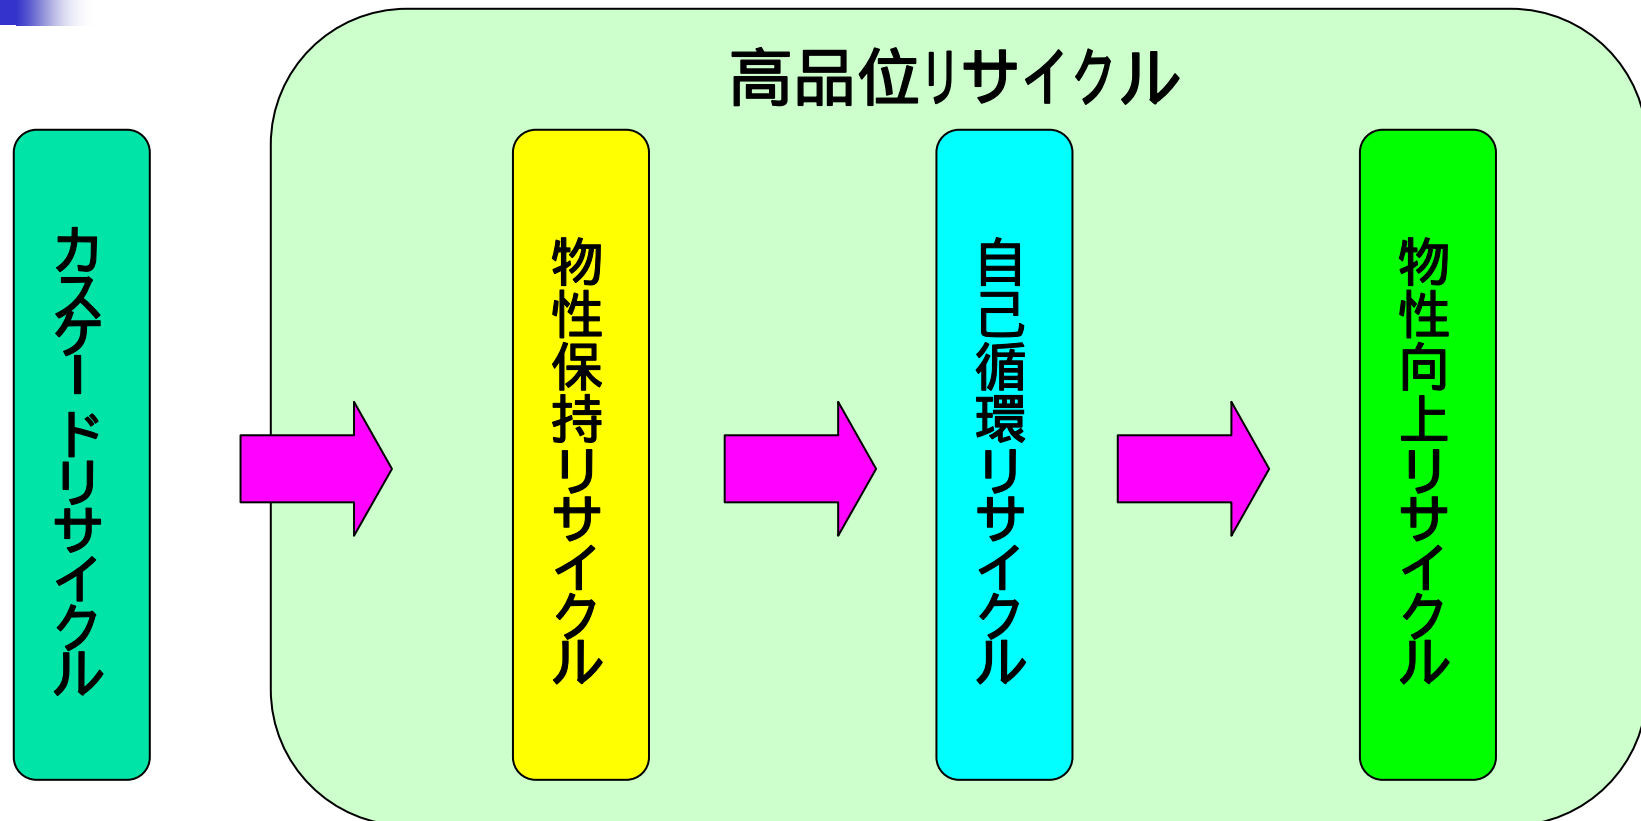 高品位リサイクル
カスケードリサイクル
物性保持リサイクル
自己循環リサイクル
物性向上リサイクル